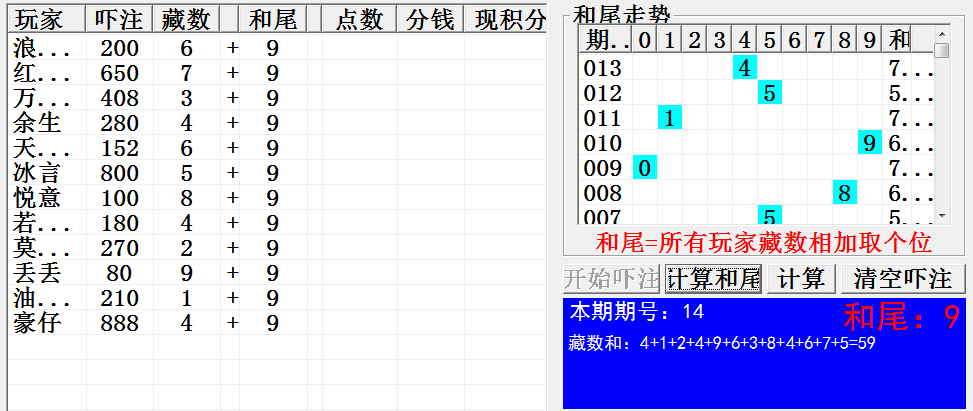 玩家 吓注 藏数 + 和尾 点数 分钱 现积分
浪... 200 6 + 9
红... 650 7 + 9
万... 408 3 + 9
余生 280 4 + 9
天... 152 6 + 9
冰言 800 5 + 9
悦意 100 8 + 9
若... 180 4 + 9
莫... 270 2 + 9
丢丢 80 9 + 9
油... 210 1 + 9
豪仔 888 4 + 9
和尾走势
期.. 0 1 2 3 4 5 6 7 8 9 和
013 4 7...
012 5 5...
011 1 7...
010 9 6...
009 0 7...
008 8 6...
007 5 5...
和尾=所有玩家藏数相加取个位
开始吓注 计算和尾 计算 清空吓注
本期期号：14 和尾：9
藏数和：4+1+2+4+9+6+3+8+4+6+7+5=59